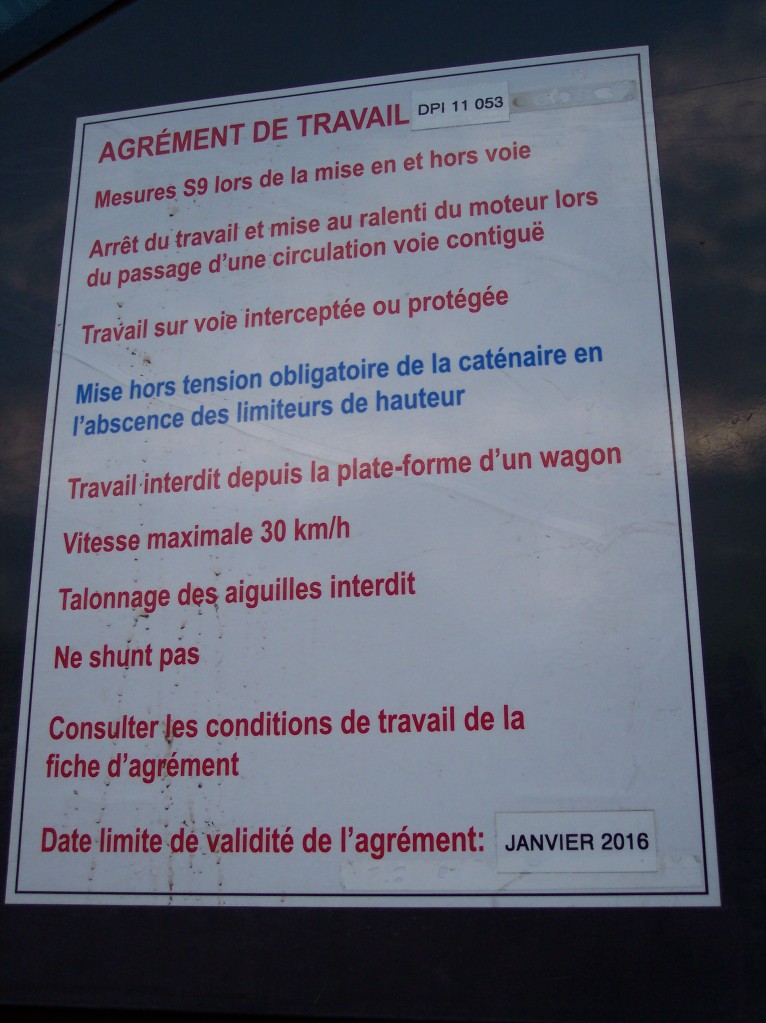 AGRÉMENT DE TRAVAIL DPI 11 053
Mesures S9 lors de la mise en et hors voie
Arrêt du travail et mise au ralenti du moteur lors
du passage d'une circulation voie contiguë
Travail sur voie interceptée ou protégée
Mise hors tension obligatoire de la caténaire en
l'abscence des limiteurs de hauteur
Travail interdit depuis la plate-forme d'un wagon
Vitesse maximale 30 km/h
Talonnage des aiguilles interdit
Ne shunt pas
Consulter les conditions de travail de la
fiche d'agrément
Date limite de validité de l'agrément: JANVIER 2016